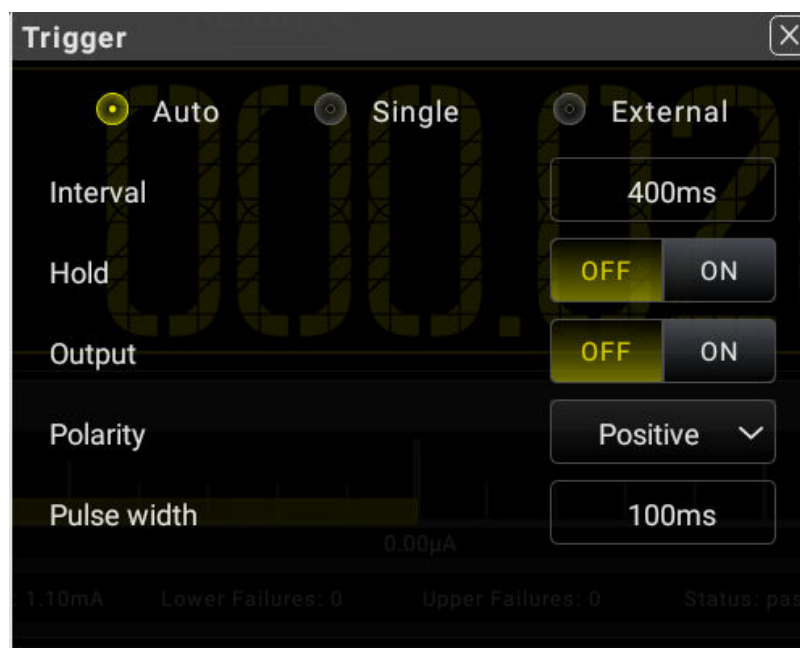 Trigger
Auto Single External
Interval 400ms
Hold OFF ON
Output OFF ON
Polarity Positive
Pulse width 100ms
0.00µA
: 1.10mA Lower Failures: 0 Upper Failures: 0 Status: pas